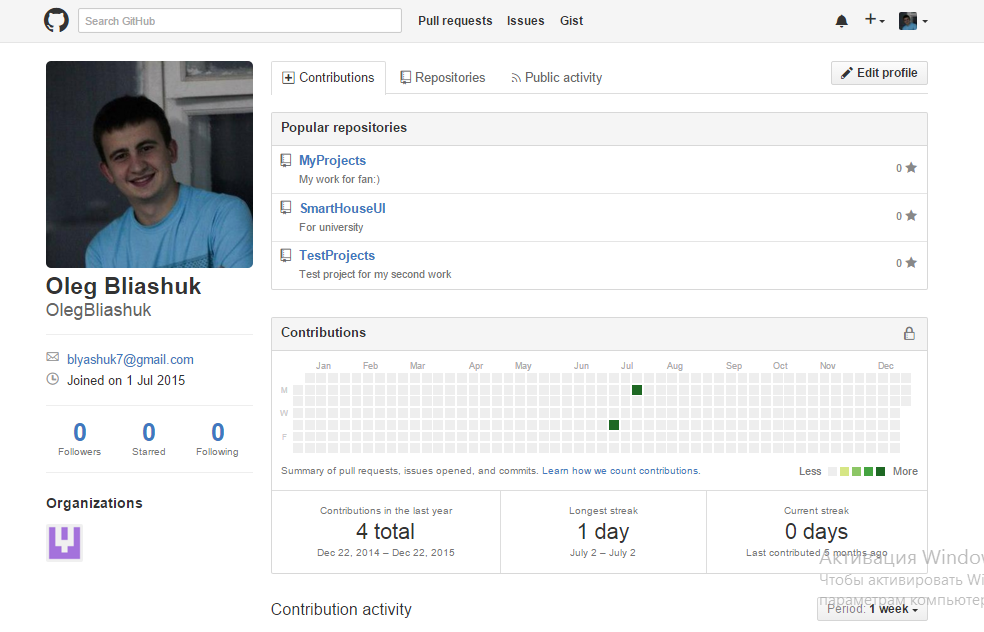 Search GitHub Pull requests Issues Gist
Contributions Repositories Public activity Edit profile
Popular repositories
MyProjects
My work for fan:)
0
SmartHouseUI
For university
0
TestProjects
Test project for my second work
0
Oleg Bliashuk
OlegBliashuk
blyashuk7@gmail.com
Joined on 1 Jul 2015
0 0 0
Followers Starred Following
Organizations
Contributions
Jan Feb Mar Apr May Jun Jul Aug Sep Oct Nov Dec
M
W
F
Summary of pull requests, issues opened, and commits. Learn how we count contributions. Less More
Contributions in the last year
4 total
Dec 22, 2014 – Dec 22, 2015
Longest streak
1 day
July 2 – July 2
Current streak
0 days
Last contributed 5 months ago
Contribution activity
Period: 1 week
Активация Window
Чтобы активировать Wi
параметрам компьютер